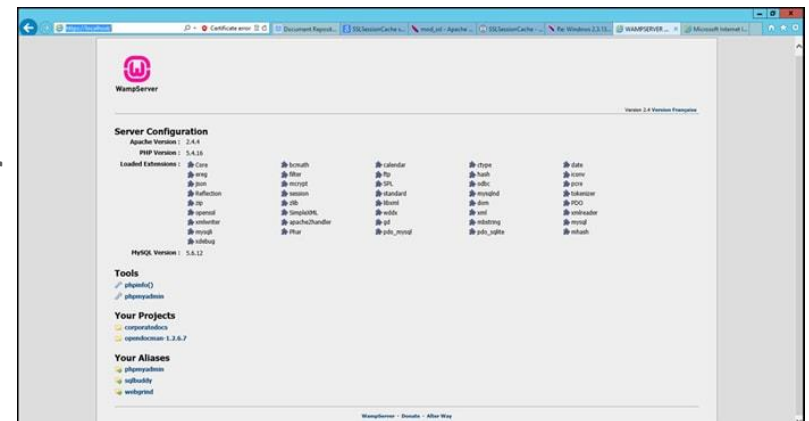 https://localhost/
Certificate error
Document Reposit...
SSLSessionCache s...
mod_ssl - Apache ...
SSLSessionCache - ...
Re: Windows 2.3.13...
WAMPSERVER ...
Microsoft Internet I...
WampServer
Version 2.4 Version Française
Server Configuration
Apache Version : 2.4.4
PHP Version : 5.4.16
Loaded Extensions : Core bcmath calendar ctype date
ereg filter ftp hash iconv
json mcrypt SPL odbc pcre
Reflection session standard mysqlnd tokenizer
zip zlib libxml dom PDO
openssl SimpleXML wddx xml xmlreader
xmlwriter apache2handler gd mbstring mysql
mysqli Phar pdo_mysql pdo_sqlite mhash
xdebug
MySQL Version : 5.6.12
Tools
phpinfo()
phpmyadmin
Your Projects
corporatedocs
opendocman-1.2.6.7
Your Aliases
phpmyadmin
sqlbuddy
webgrind
WampServer - Donate - Alter Way